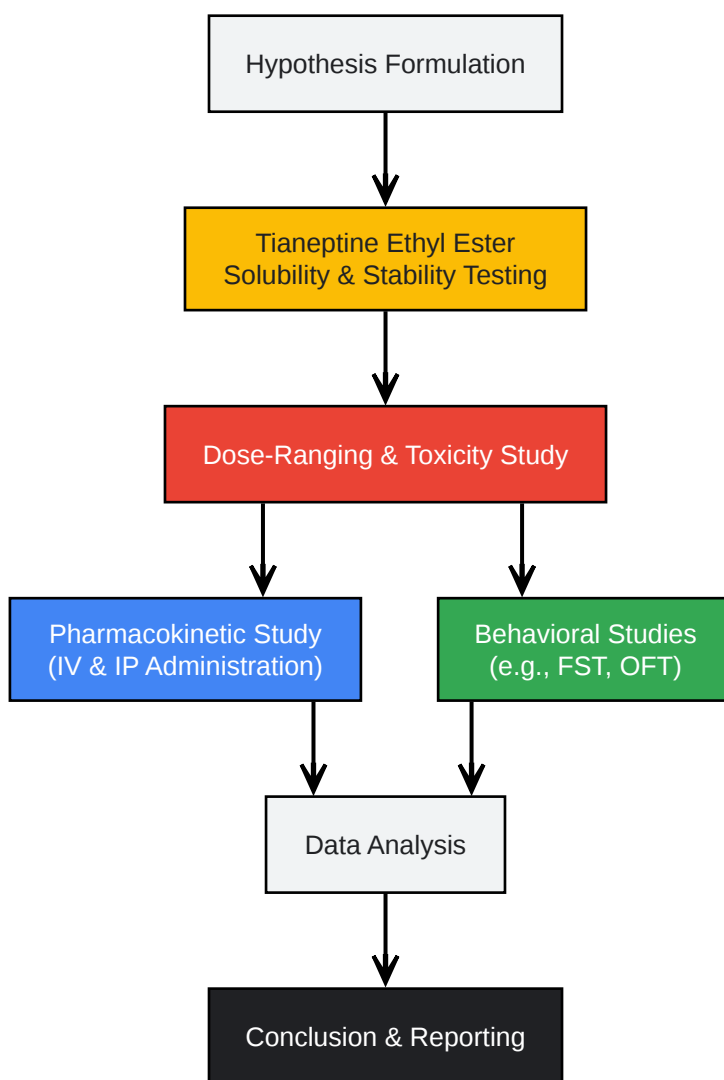 Hypothesis Formulation
Tianeptine Ethyl Ester
Solubility & Stability Testing
Dose-Ranging & Toxicity Study
Pharmacokinetic Study
(IV & IP Administration)
Behavioral Studies
(e.g., FST, OFT)
Data Analysis
Conclusion & Reporting